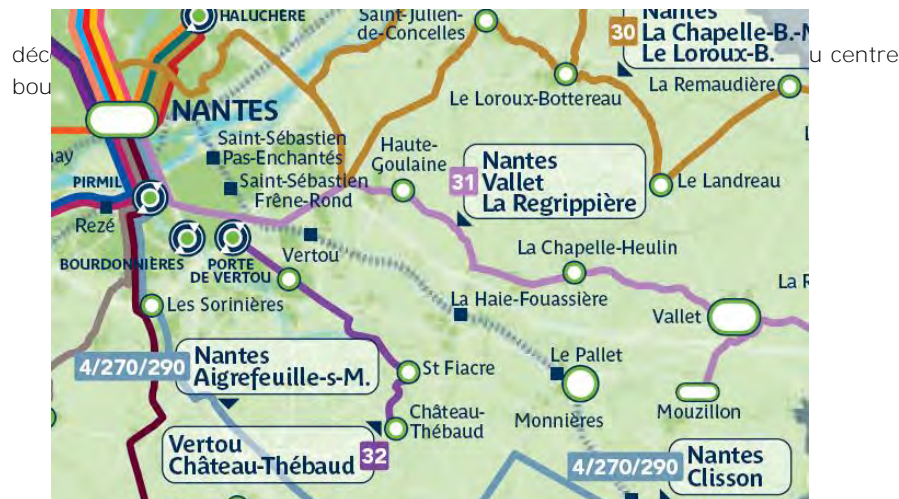 HALUCHÈRE
Saint-Julien-
de-Concelles
Nantes
30
La Chapelle-B.-
Le Loroux-B.
u centre
La Remaudière
Le Loroux-Bottereau
NANTES
Saint-Sébastien
Pas-Enchantés
Haute-
Goulaine
Nantes
31
Vallet
La Regrippière
PIRMIL
Saint-Sébastien
Frêne-Rond
Le Landreau
Rezé
BOURDONNIÈRES
PORTE
DE VERTOU
Vertou
La Chapelle-Heulin
Les Sorinières
La Haie-Fouassière
Vallet
4/270/290
Nantes
Aigrefeuille-s-M.
St Fiacre
Le Pallet
Monnières
Mouzillon
Château-
Thébaud
Vertou
Château-Thébaud
32
4/270/290
Nantes
Clisson